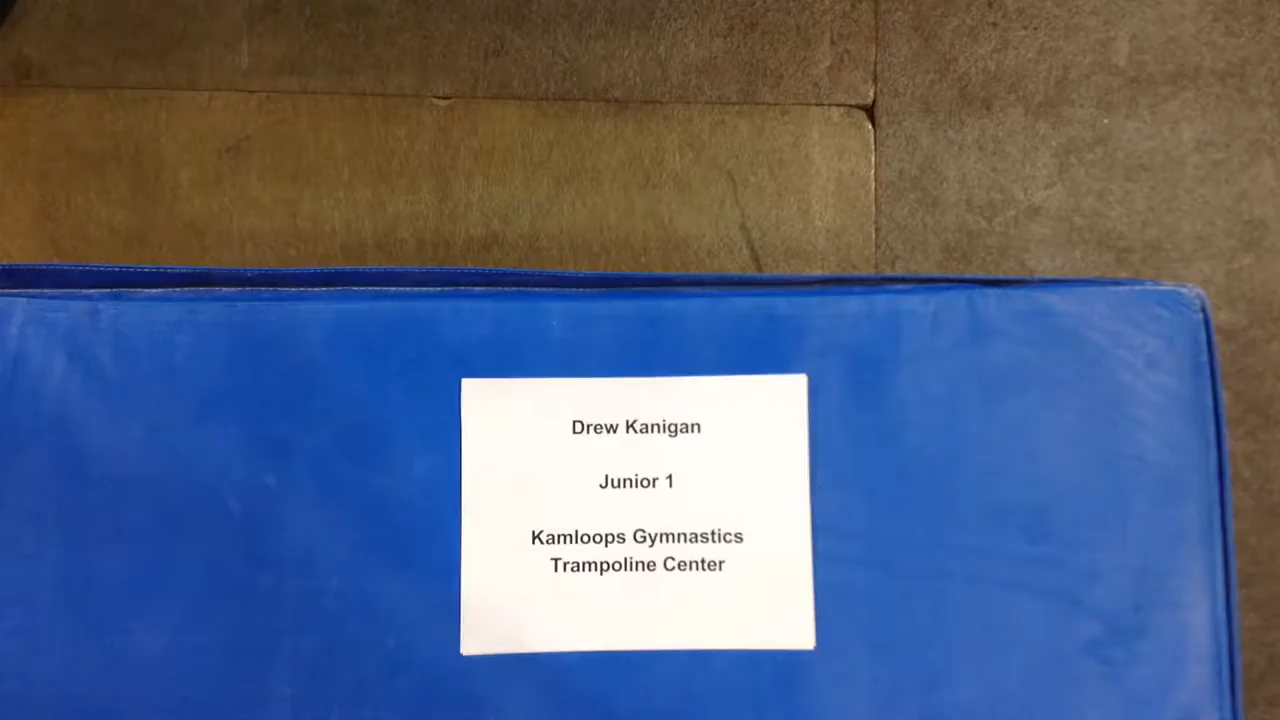 Drew Kanigan
Junior 1
Kamloops Gymnastics
Trampoline Center